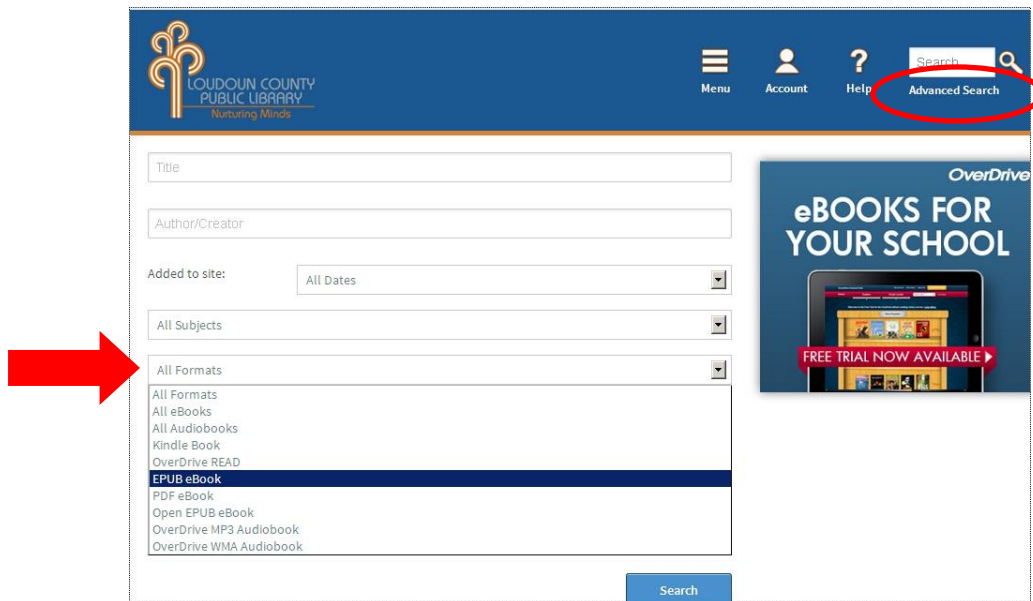 LOUDOUN COUNTY
PUBLIC LIBRARY
Nurturing Minds
Menu
Account
?
Help
Search
Advanced Search
Title
Author/Creator
Added to site:
All Dates
All Subjects
All Formats
All Formats
All eBooks
All Audiobooks
Kindle Book
OverDrive READ
EPUB eBook
PDF eBook
Open EPUB eBook
OverDrive MP3 Audiobook
OverDrive WMA Audiobook
Search
OverDrive
eBOOKS FOR
YOUR SCHOOL
FREE TRIAL NOW AVAILABLE